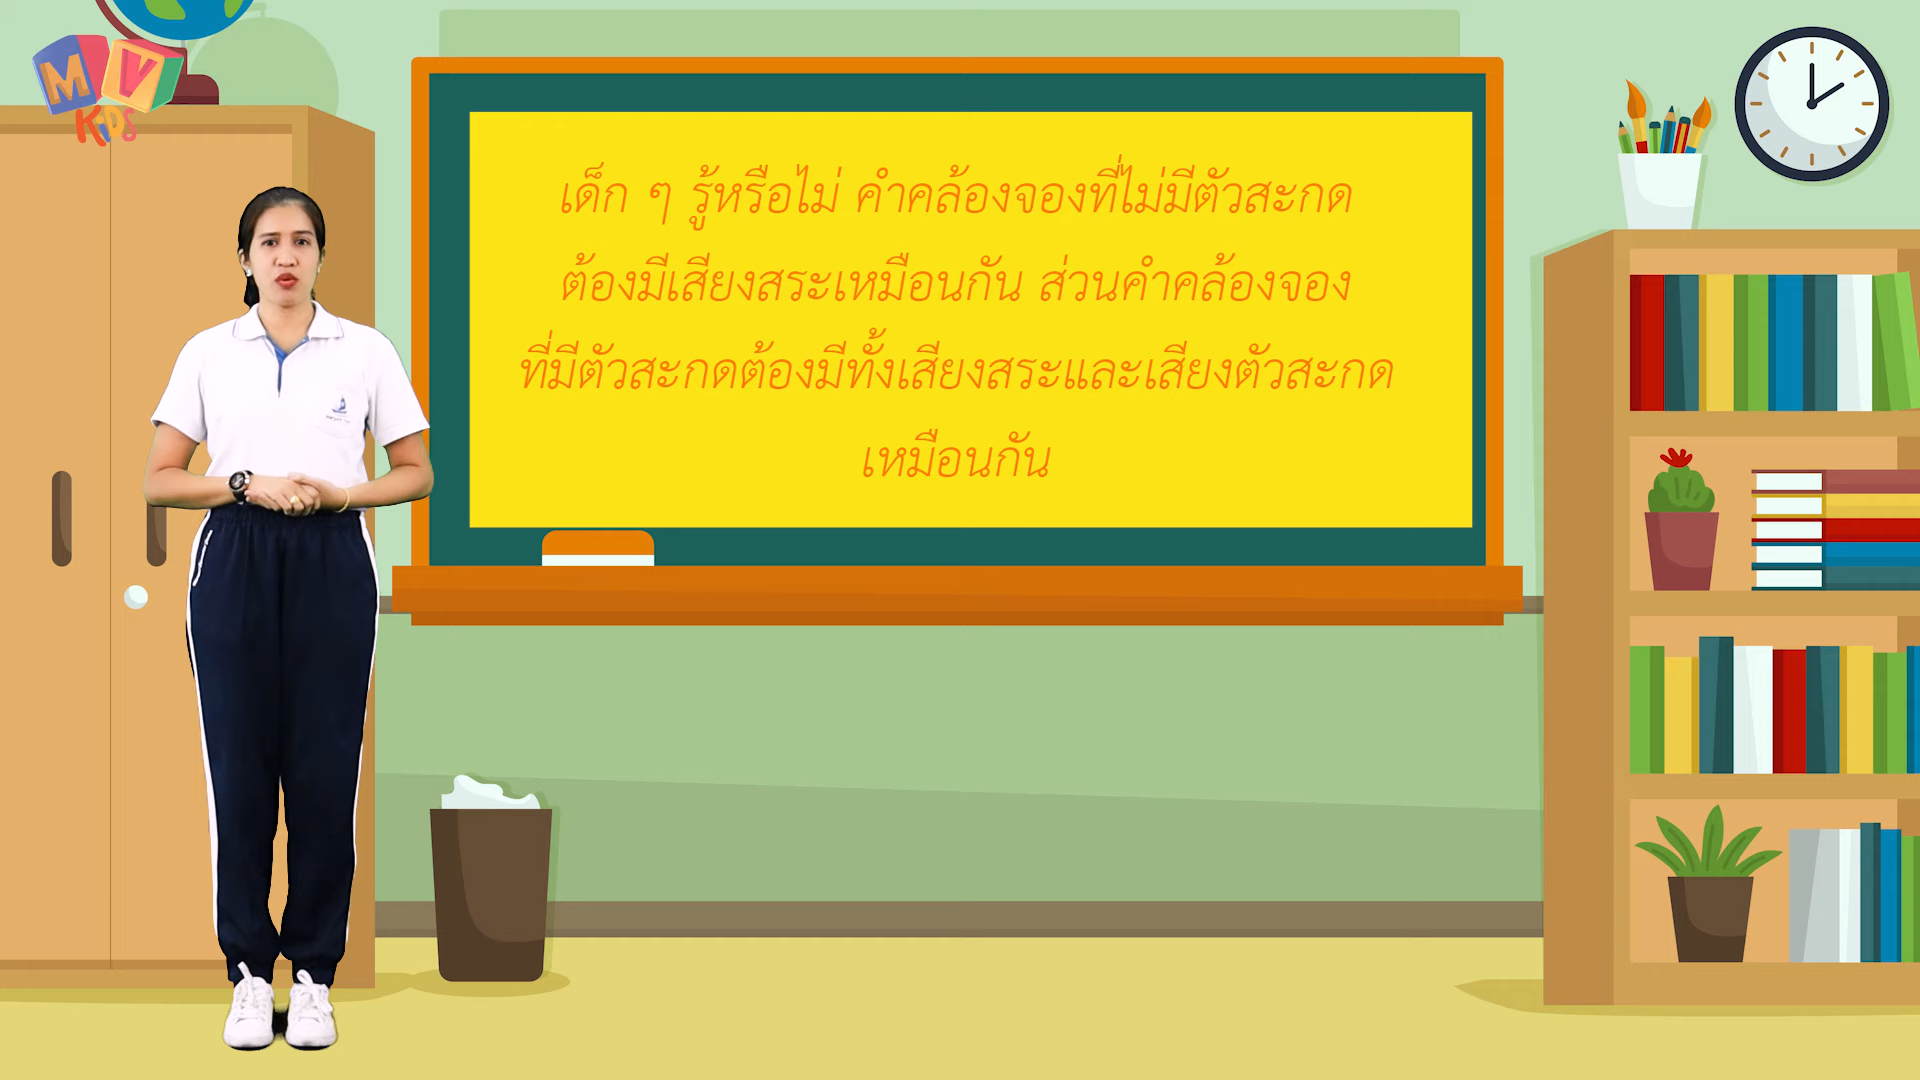 MV
KIDS
เด็ก ๆ รู้หรือไม่ คำคล้องจองที่ไม่มีตัวสะกด
ต้องมีเสียงสระเหมือนกัน ส่วนคำคล้องจอง
ที่มีตัวสะกดต้องมีทั้งเสียงสระและเสียงตัวสะกด
เหมือนกัน